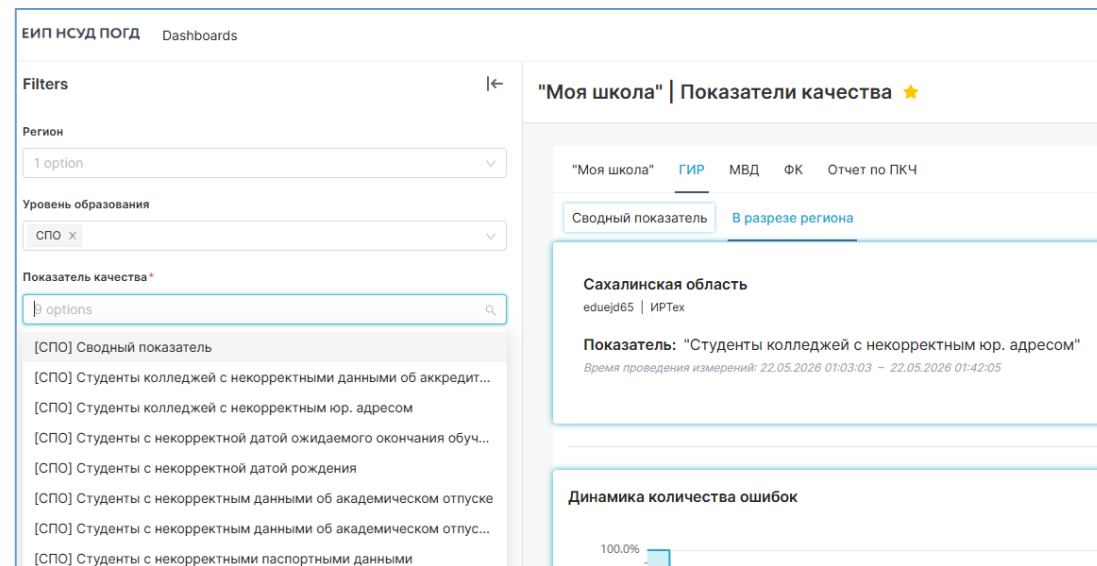 ЕИП НСУД ПОГД Dashboards
Filters
Регион
1 option
Уровень образования
СПО ×
Показатель качества*
9 options
[СПО] Сводный показатель
[СПО] Студенты колледжей с некорректными данными об аккредит...
[СПО] Студенты колледжей с некорректным юр. адресом
[СПО] Студенты с некорректной датой ожидаемого окончания обуч...
[СПО] Студенты с некорректной датой рождения
[СПО] Студенты с некорректным данными об академическом отпуске
[СПО] Студенты с некорректным данными об академическом отпус...
[СПО] Студенты с некорректными паспортными данными
"Моя школа" | Показатели качества
"Моя школа" ГИР МВД ФК Отчет по ПКЧ
Сводный показатель В разрезе региона
Сахалинская область
eduejd65 | ИРТех
Показатель: "Студенты колледжей с некорректным юр. адресом"
Время проведения измерений: 22.05.2026 01:03:03 – 22.05.2026 01:42:05
Динамика количества ошибок
100.0%